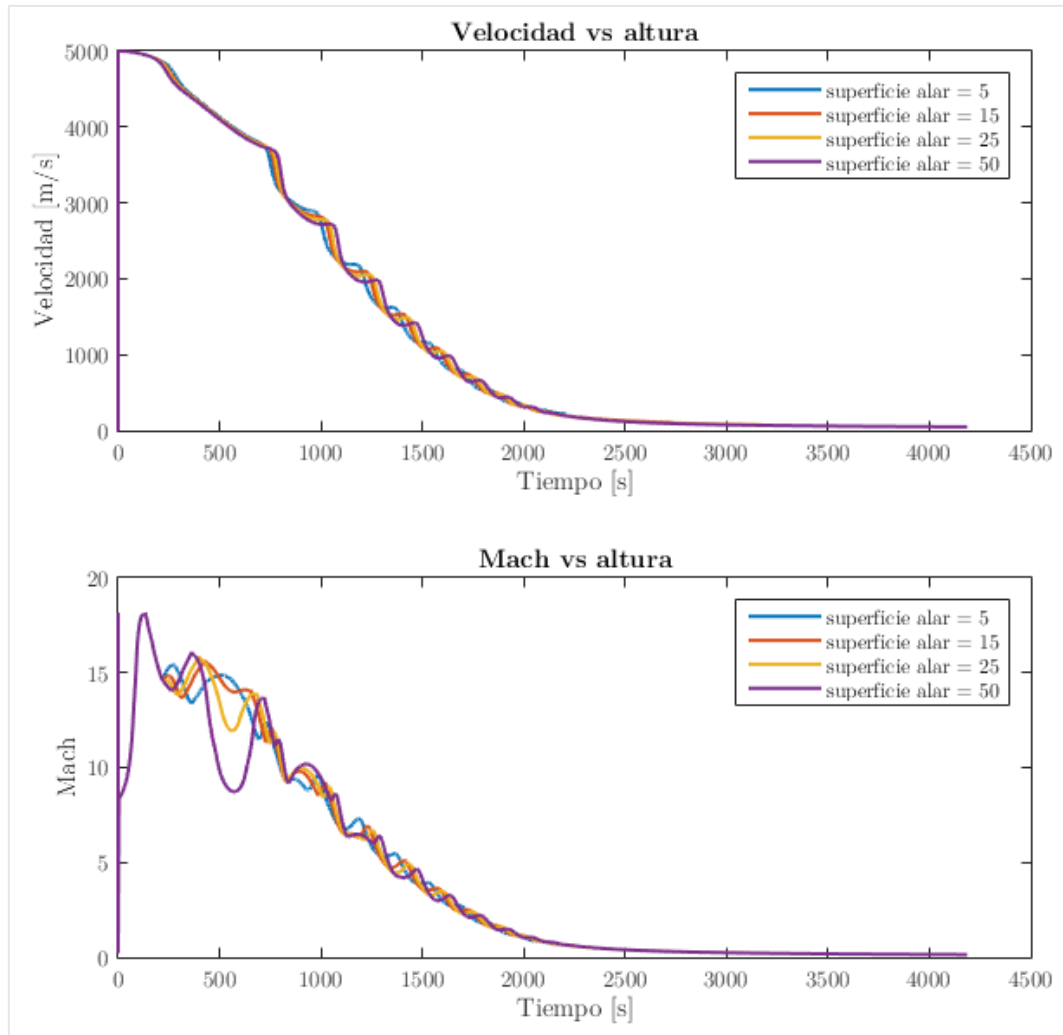 Velocidad vs altura
5000
4000
3000
2000
1000
0
Velocidad [m/s]
superficie alar = 5
superficie alar = 15
superficie alar = 25
superficie alar = 50
0 500 1000 1500 2000 2500 3000 3500 4000 4500
Tiempo [s]
Mach vs altura
20
15
10
5
0
Mach
superficie alar = 5
superficie alar = 15
superficie alar = 25
superficie alar = 50
0 500 1000 1500 2000 2500 3000 3500 4000 4500
Tiempo [s]